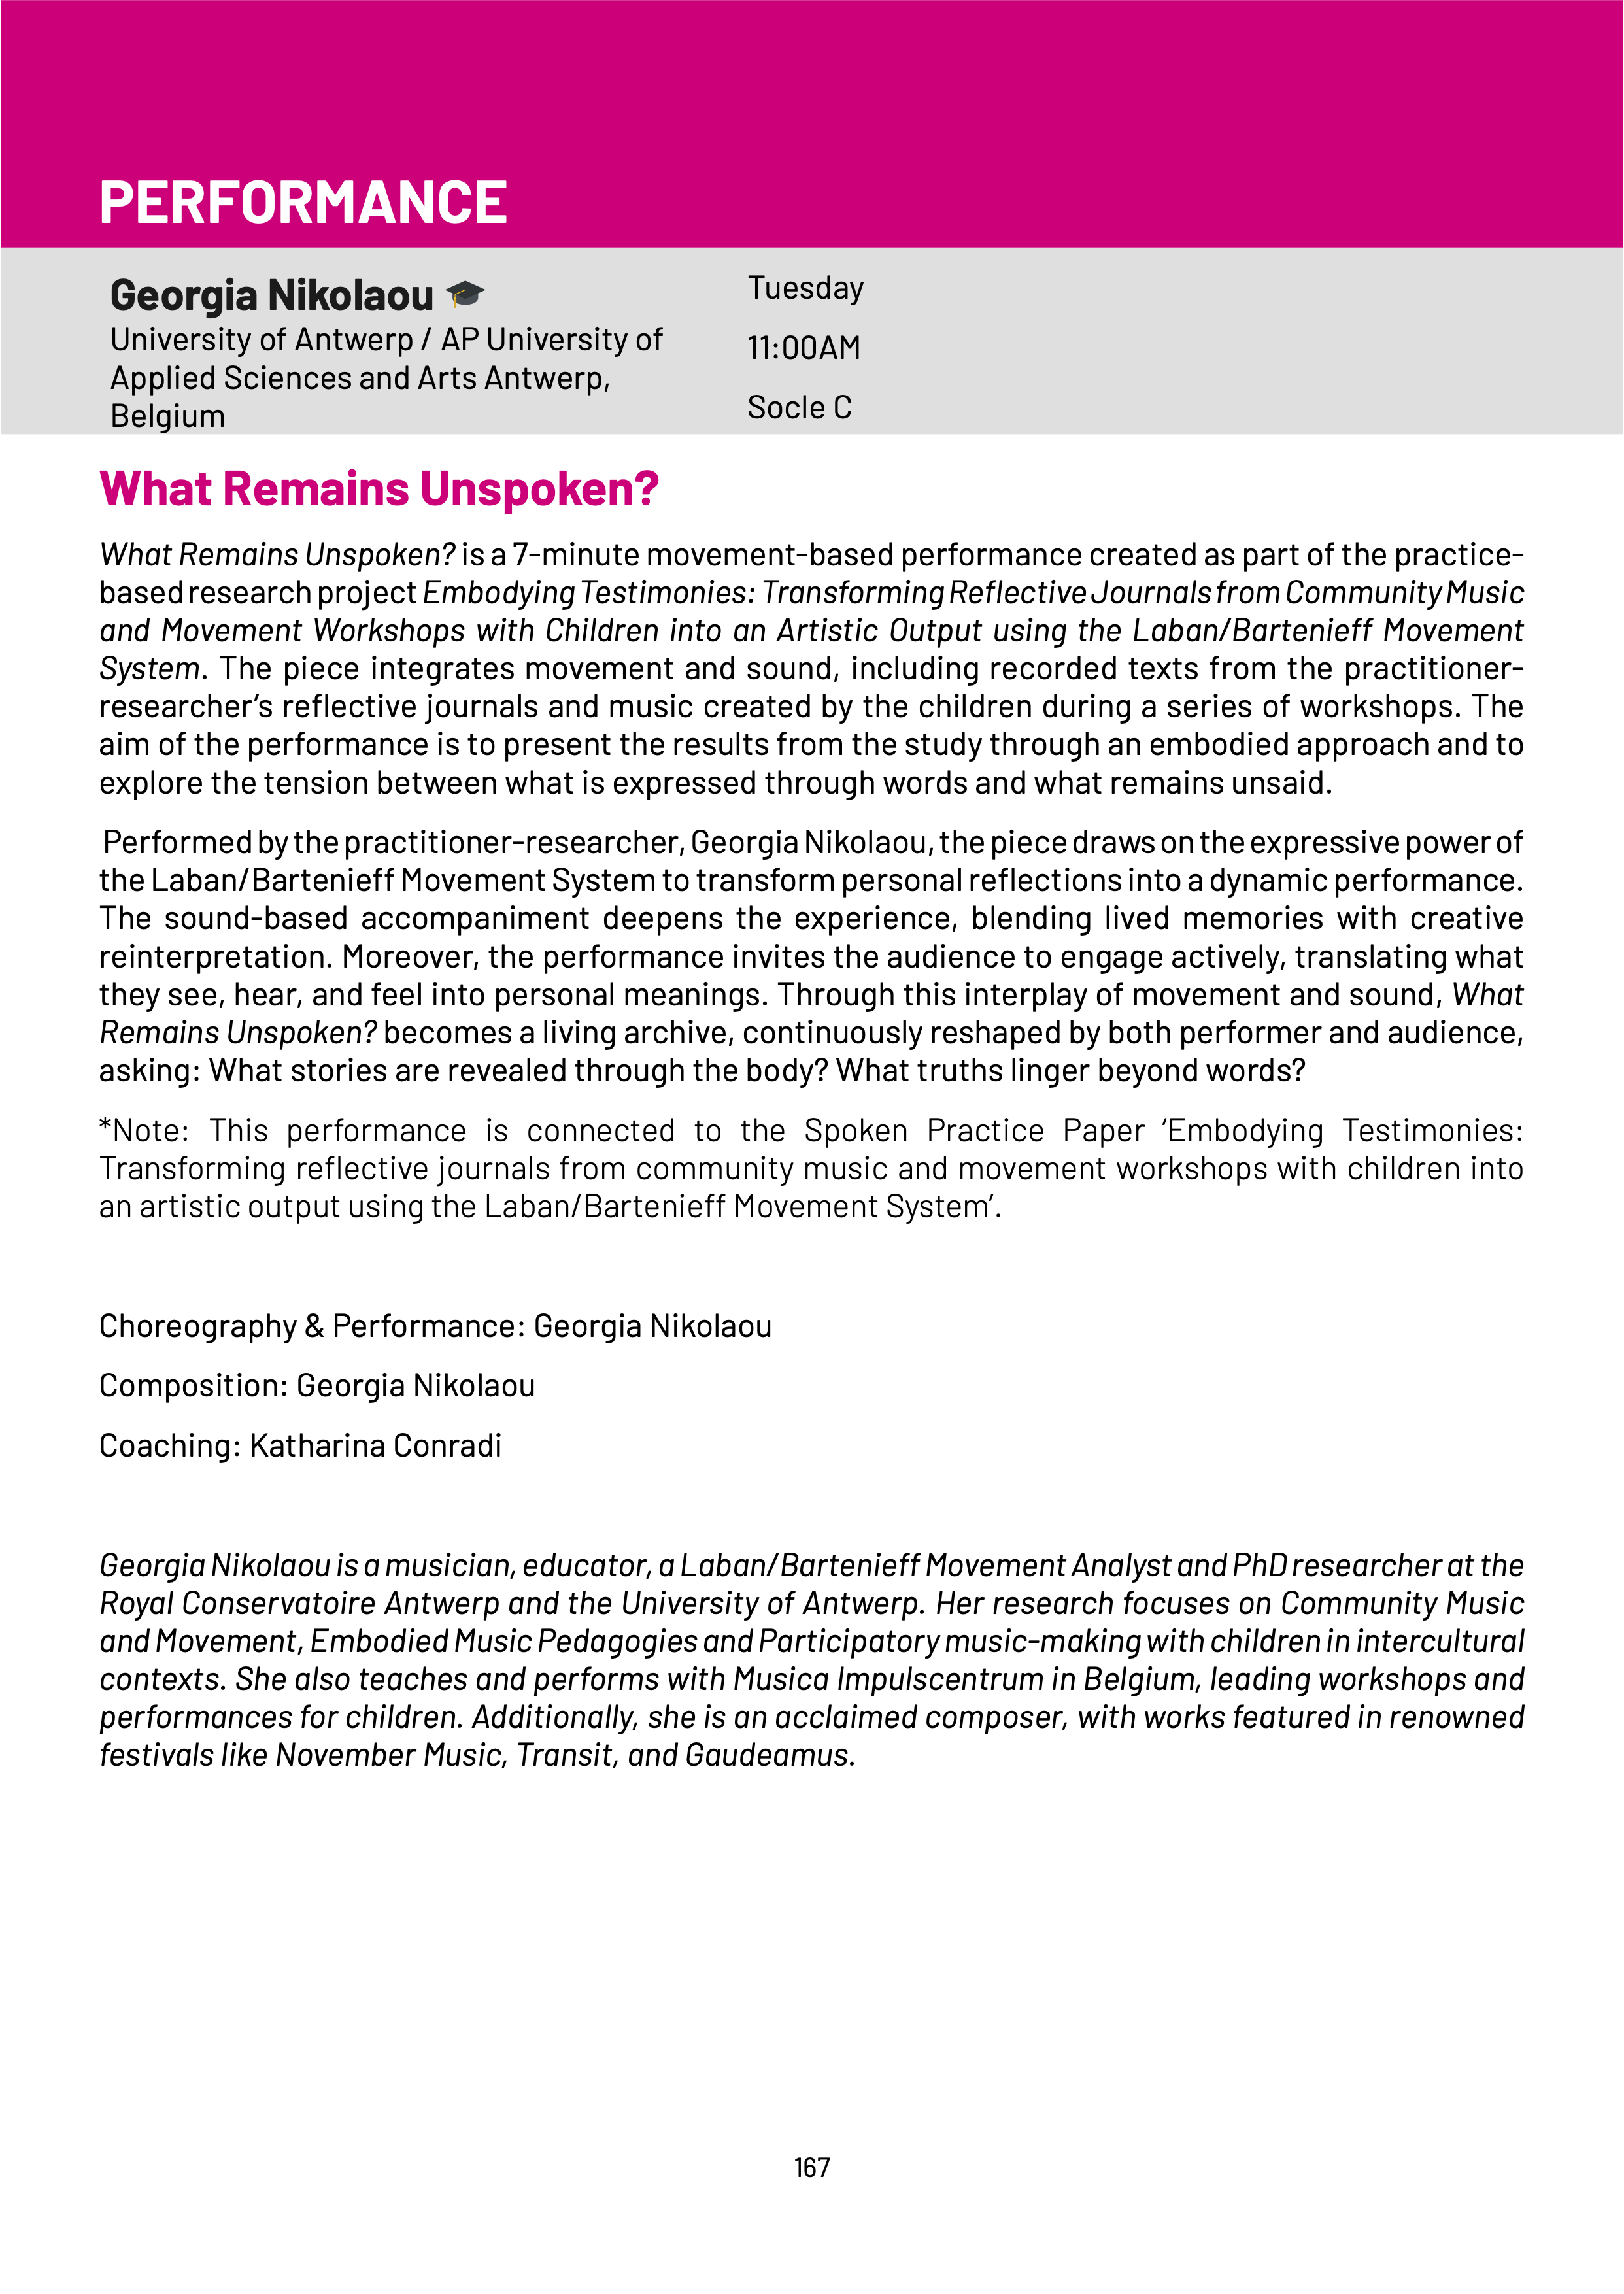 PERFORMANCE
Georgia Nikolaou
University of Antwerp / AP University of
Applied Sciences and Arts Antwerp,
Belgium
Tuesday
11:00AM
Socle C
What Remains Unspoken?
What Remains Unspoken? is a 7-minute movement-based performance created as part of the practice-
based research project Embodying Testimonies: Transforming Reflective Journals from Community Music
and Movement Workshops with Children into an Artistic Output using the Laban/Bartenieff Movement
System. The piece integrates movement and sound, including recorded texts from the practitioner-
researcher’s reflective journals and music created by the children during a series of workshops. The
aim of the performance is to present the results from the study through an embodied approach and to
explore the tension between what is expressed through words and what remains unsaid.
Performed by the practitioner-researcher, Georgia Nikolaou, the piece draws on the expressive power of
the Laban/Bartenieff Movement System to transform personal reflections into a dynamic performance.
The sound-based accompaniment deepens the experience, blending lived memories with creative
reinterpretation. Moreover, the performance invites the audience to engage actively, translating what
they see, hear, and feel into personal meanings. Through this interplay of movement and sound, What
Remains Unspoken? becomes a living archive, continuously reshaped by both performer and audience,
asking: What stories are revealed through the body? What truths linger beyond words?
*Note: This performance is connected to the Spoken Practice Paper ‘Embodying Testimonies:
Transforming reflective journals from community music and movement workshops with children into
an artistic output using the Laban/Bartenieff Movement System’.
Choreography & Performance: Georgia Nikolaou
Composition: Georgia Nikolaou
Coaching: Katharina Conradi
Georgia Nikolaou is a musician, educator, a Laban/Bartenieff Movement Analyst and PhD researcher at the
Royal Conservatoire Antwerp and the University of Antwerp. Her research focuses on Community Music
and Movement, Embodied Music Pedagogies and Participatory music-making with children in intercultural
contexts. She also teaches and performs with Musica Impulscentrum in Belgium, leading workshops and
performances for children. Additionally, she is an acclaimed composer, with works featured in renowned
festivals like November Music, Transit, and Gaudeamus.
167